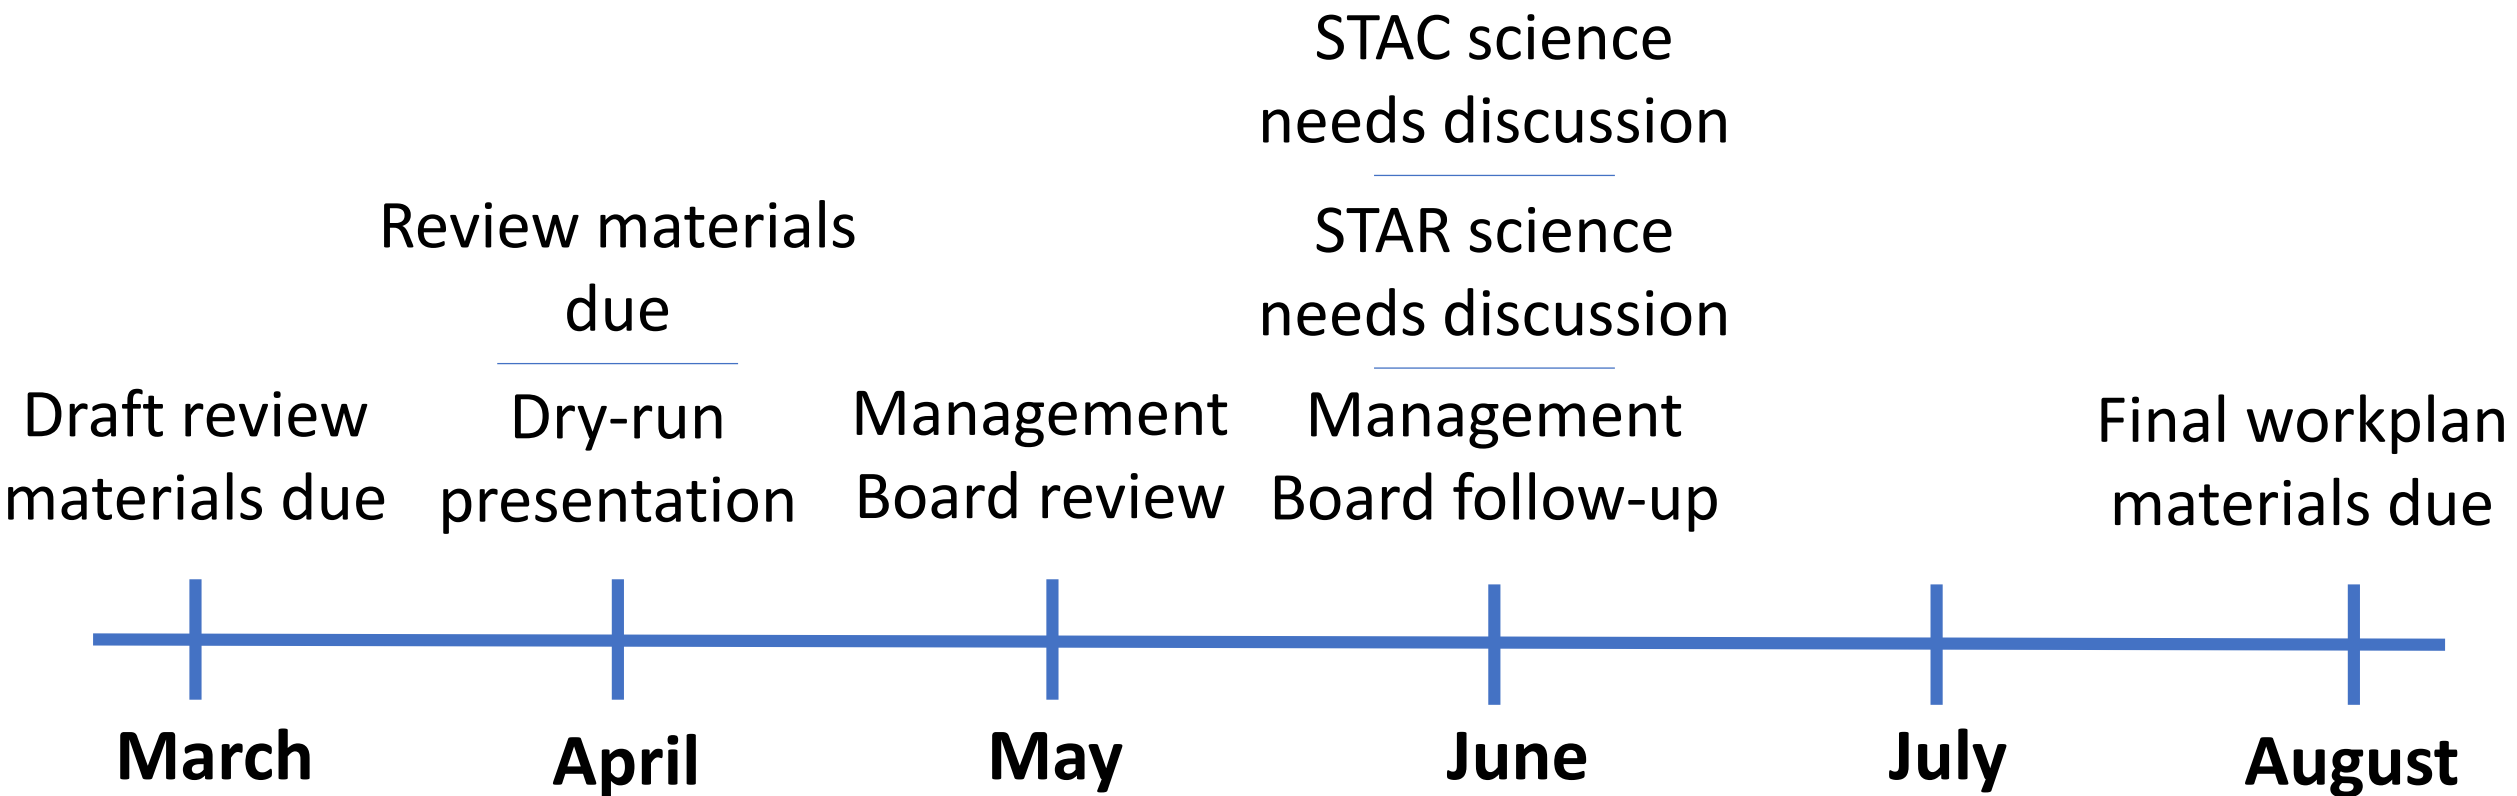 STAC science
needs discussion
STAR science
needs discussion
Review materials
due
Draft review
materials due
Dry-run
presentation
Management
Board review
Management
Board follow-up
Final workplan
materials due
March
April
May
June
July
August